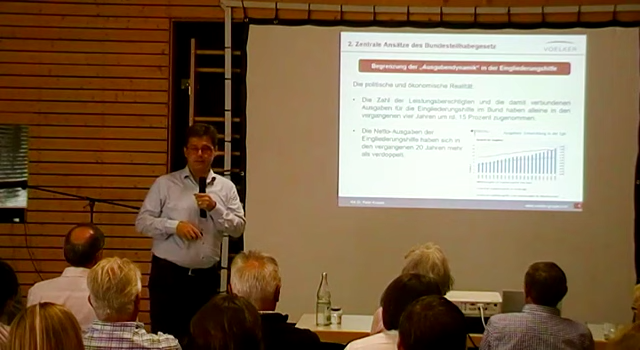 2. Zentrale Ansätze des Bundesteilhabegesetz
VOELKER
Begrenzung der „Ausgabendynamik" in der Eingliederungshilfe
Die politische und ökonomische Realität:
• Die Zahl der Leistungsberechtigten und die damit verbundenen
Ausgaben für die Eingliederungshilfe im Bund haben alleine in den
vergangenen vier Jahren um rd. 15 Prozent zugenommen.
• Die Netto-Ausgaben der
Eingliederungshilfe haben sich in
den vergangenen 20 Jahren mehr
als verdoppelt.